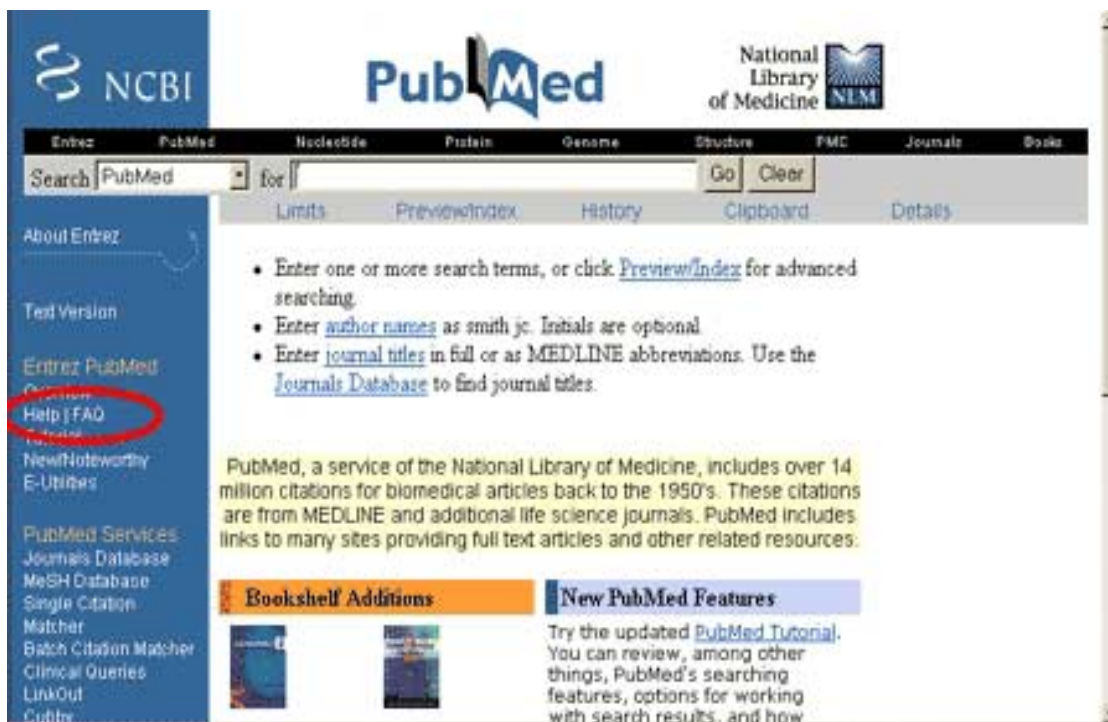 NCBI
PubMed
National
Library
of Medicine NLM
Entrez PubMed Nucleotide Protein Genome Structure PMC Journals Books
Search PubMed for Go Clear
Limits Preview/Index History Clipboard Details
About Entrez
Text Version
Entrez PubMed
Overview
Help | FAQ
Tutorial
New/Noteworthy
E-Utilities
PubMed Services
Journals Database
MeSH Database
Single Citation
Matcher
Batch Citation Matcher
Clinical Queries
LinkOut
Cubby
• Enter one or more search terms, or click Preview/Index for advanced
searching.
• Enter author names as smith jc. Initials are optional.
• Enter journal titles in full or as MEDLINE abbreviations. Use the
Journals Database to find journal titles.
PubMed, a service of the National Library of Medicine, includes over 14
million citations for biomedical articles back to the 1950's. These citations
are from MEDLINE and additional life science journals. PubMed includes
links to many sites providing full text articles and other related resources.
Bookshelf Additions
New PubMed Features
Try the updated PubMed Tutorial.
You can review, among other
things, PubMed's searching
features, options for working
with search results, and how